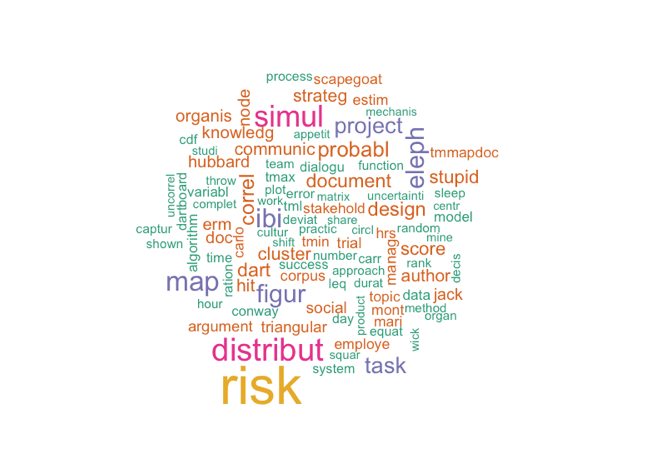 process scapegoat
node strateg estim
organis simul mechanis
knowledg appetit project
cdf communic probabl eleph tmmapdoc
studi
hubbard team dialogu function
throw tmax document stupid
uncorrel dartboard variabl correl plot error matrix uncertainti sleep
complet work tml stakehold design centr
ibi deviat share model
captur erm cultur practic circl hrs random
shown algorithm doc carlo shift tmin trial manag mine score
time cluster number carr decis
dart success approach rank
ration hit corpus leq durat author
map figur topic data jack
hour social product mont method
conway day mari organ
argument triangular equat wick
distribut employe
squar task
system
risk